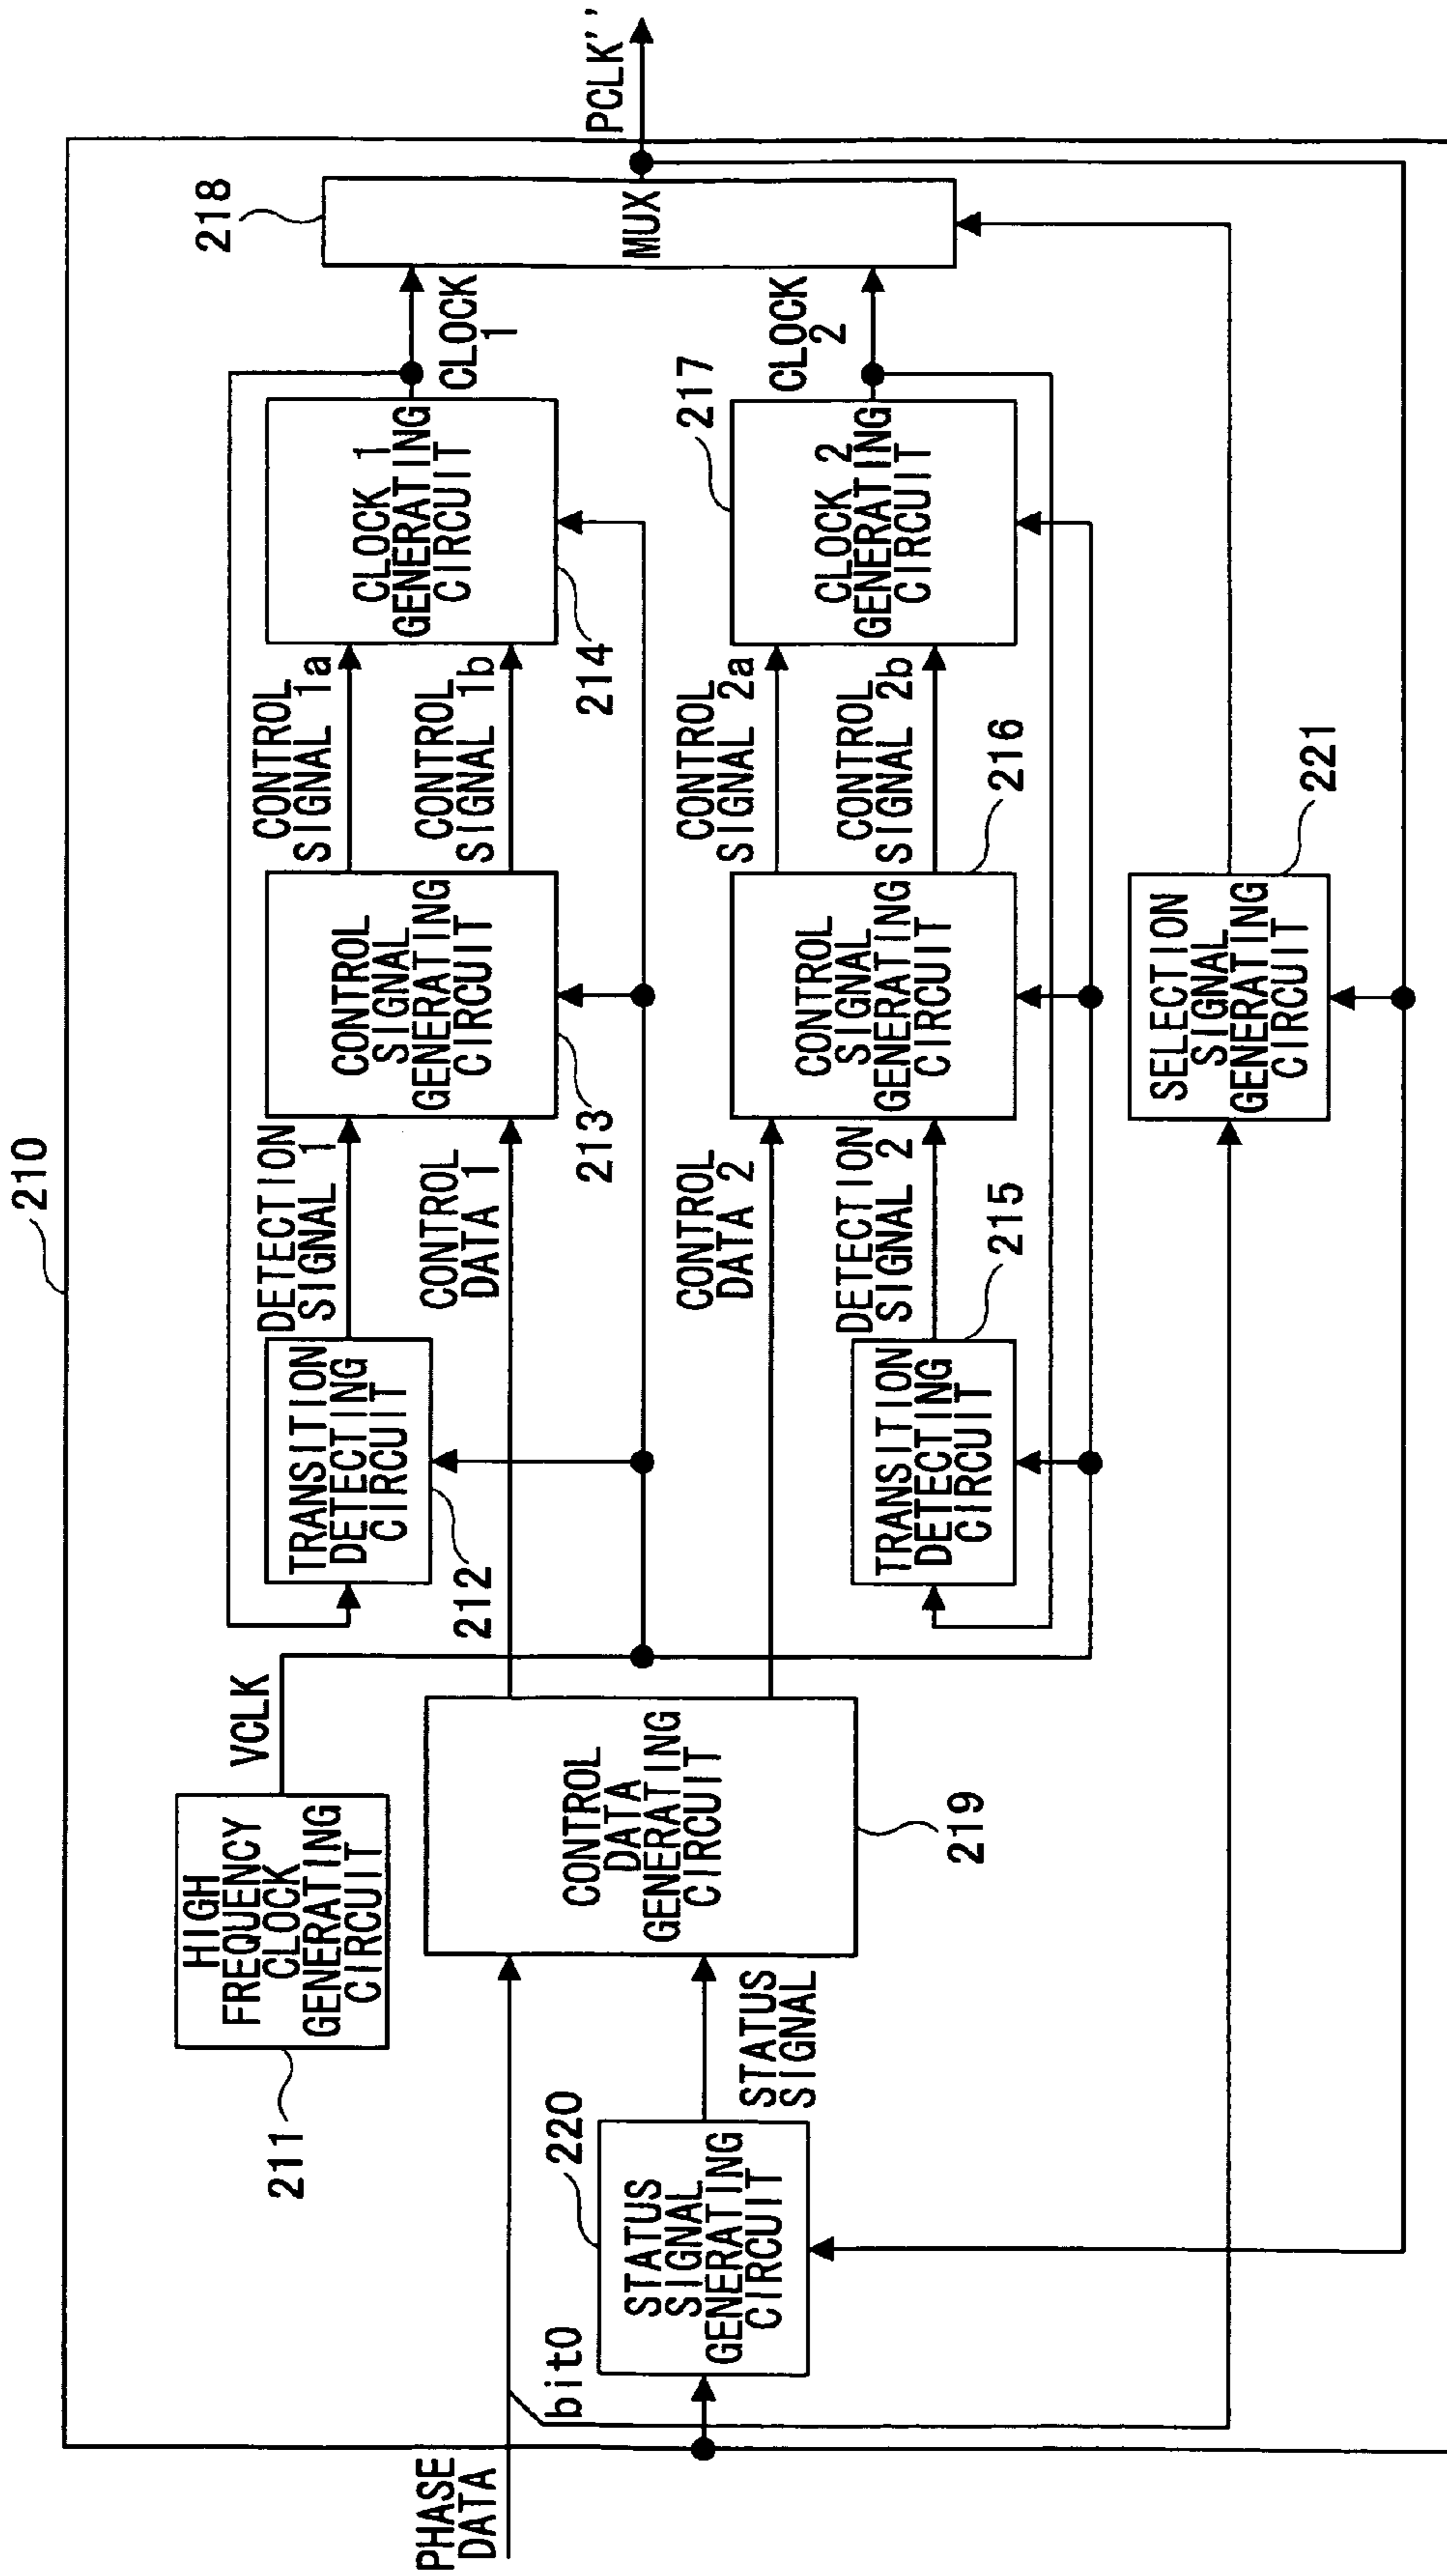 210
PHASE
DATA
bit0
211
HIGH
FREQUENCY
CLOCK
GENERATING
CIRCUIT
VCLK
220
STATUS
SIGNAL
GENERATING
CIRCUIT
STATUS
SIGNAL
CONTROL
DATA
GENERATING
CIRCUIT
219
TRANSITION
DETECTING
CIRCUIT
212
DETECTION
SIGNAL 1
CONTROL
DATA 1
CONTROL
SIGNAL
GENERATING
CIRCUIT
213
CONTROL
SIGNAL 1a
CONTROL
SIGNAL 1b
CLOCK 1
GENERATING
CIRCUIT
214
CLOCK
1
CONTROL
DATA 2
TRANSITION
DETECTING
CIRCUIT
215
DETECTION
SIGNAL 2
CONTROL
SIGNAL
GENERATING
CIRCUIT
216
CONTROL
SIGNAL 2a
CONTROL
SIGNAL 2b
CLOCK 2
GENERATING
CIRCUIT
217
CLOCK
2
218
MUX
PCLK''
SELECTION
SIGNAL
GENERATING
CIRCUIT
221